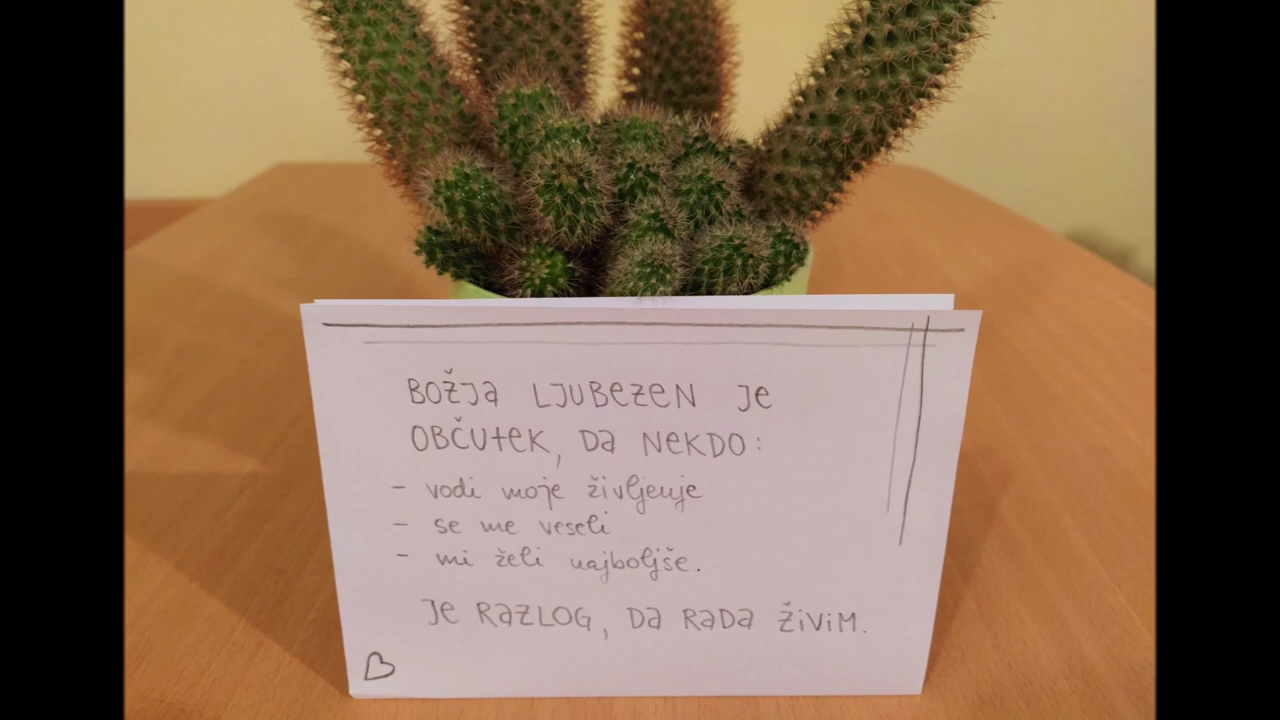 BOŽJA LJUBEZEN JE
OBČUTEK, DA NEKDO:
- vodi moje življenje
- se me veseli
- mi želi najboljše.
JE RAZLOG, DA RADA ŽIVIM.